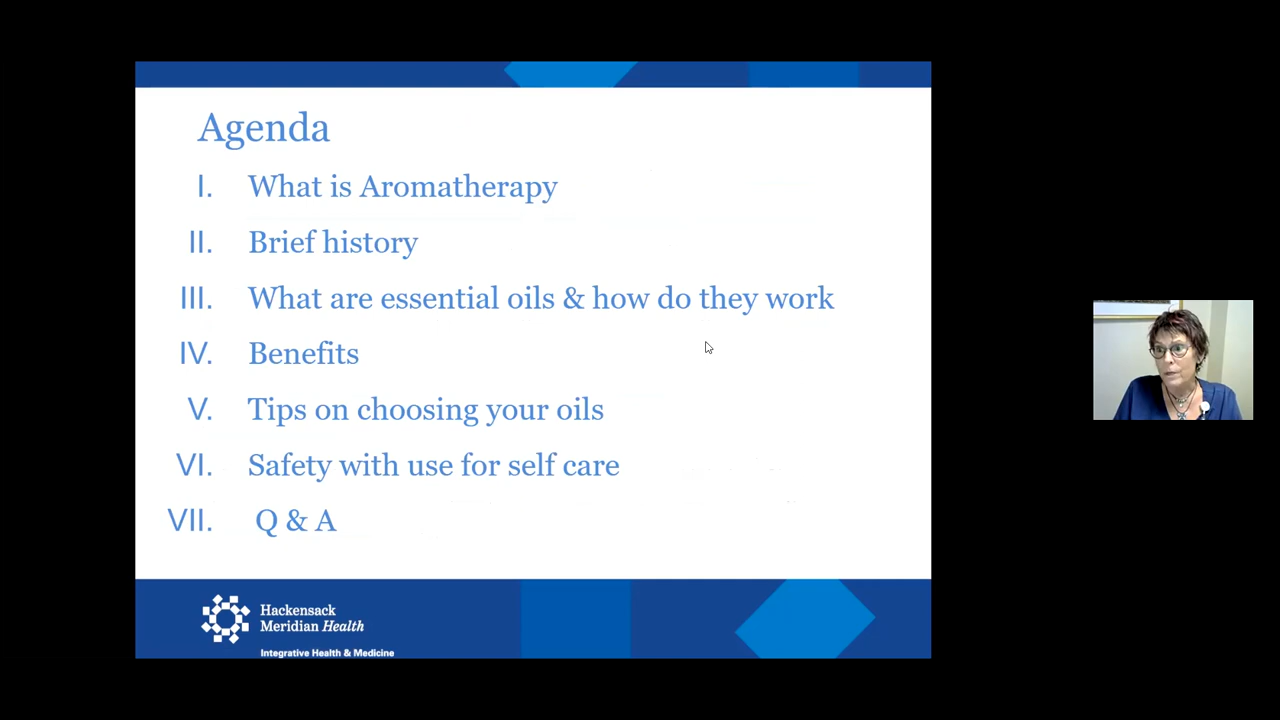 Agenda
I. What is Aromatherapy
II. Brief history
III. What are essential oils & how do they work
IV. Benefits
V. Tips on choosing your oils
VI. Safety with use for self care
VII. Q & A
Hackensack
Meridian Health
Integrative Health & Medicine